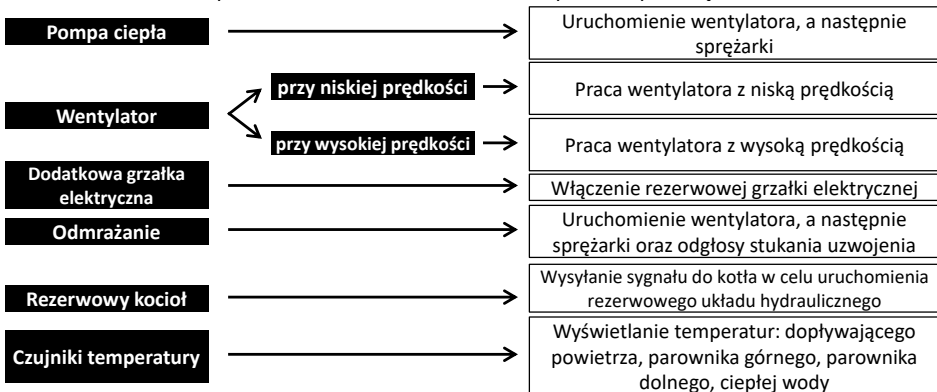 Pompa ciepła
Uruchomienie wentylatora, a następnie
sprężarki
Wentylator
przy niskiej prędkości
Praca wentylatora z niską prędkością
przy wysokiej prędkości
Praca wentylatora z wysoką prędkością
Dodatkowa grzałka
elektryczna
Włączenie rezerwowej grzałki elektrycznej
Odmrażanie
Uruchomienie wentylatora, a następnie
sprężarki oraz odgłosy stukania uzwojenia
Rezerwowy kocioł
Wysyłanie sygnału do kotła w celu uruchomienia
rezerwowego układu hydraulicznego
Czujniki temperatury
Wyświetlanie temperatur: dopływającego
powietrza, parownika górnego, parownika
dolnego, ciepłej wody